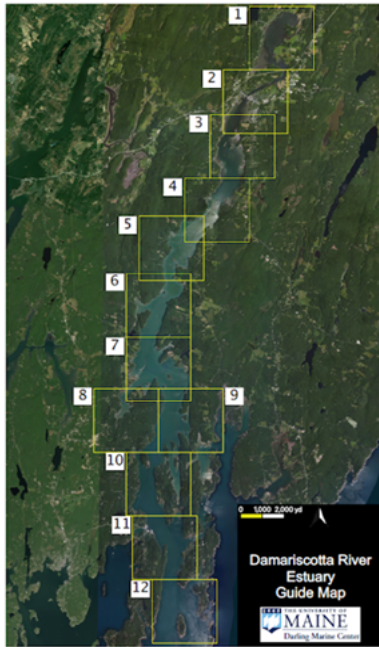 1
2
3
4
5
6
7
8
9
10
11
12
0 1,000 2,000 yd
Damariscotta River
Estuary
Guide Map
1865
THE UNIVERSITY OF
MAINE
Darling Marine Center